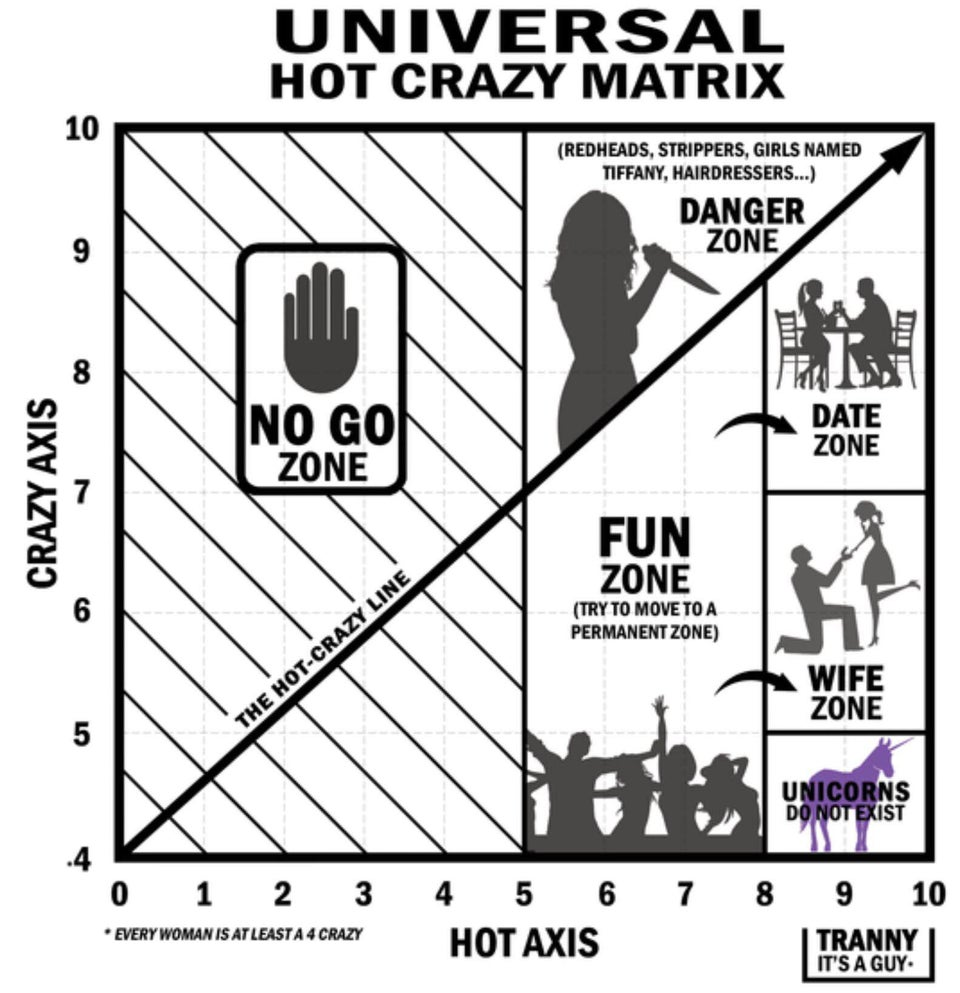 UNIVERSAL
HOT CRAZY MATRIX
10
9
8
7
6
5
.4
CRAZY AXIS
(REDHEADS, STRIPPERS, GIRLS NAMED
TIFFANY, HAIRDRESSERS...)
DANGER
ZONE
NO GO
ZONE
DATE
ZONE
THE HOT-CRAZY LINE
FUN
ZONE
(TRY TO MOVE TO A
PERMANENT ZONE)
WIFE
ZONE
UNICORNS
DO NOT EXIST
0 1 2 3 4 5 6 7 8 9 10
* EVERY WOMAN IS AT LEAST A 4 CRAZY
HOT AXIS
TRANNY
IT'S A GUY*